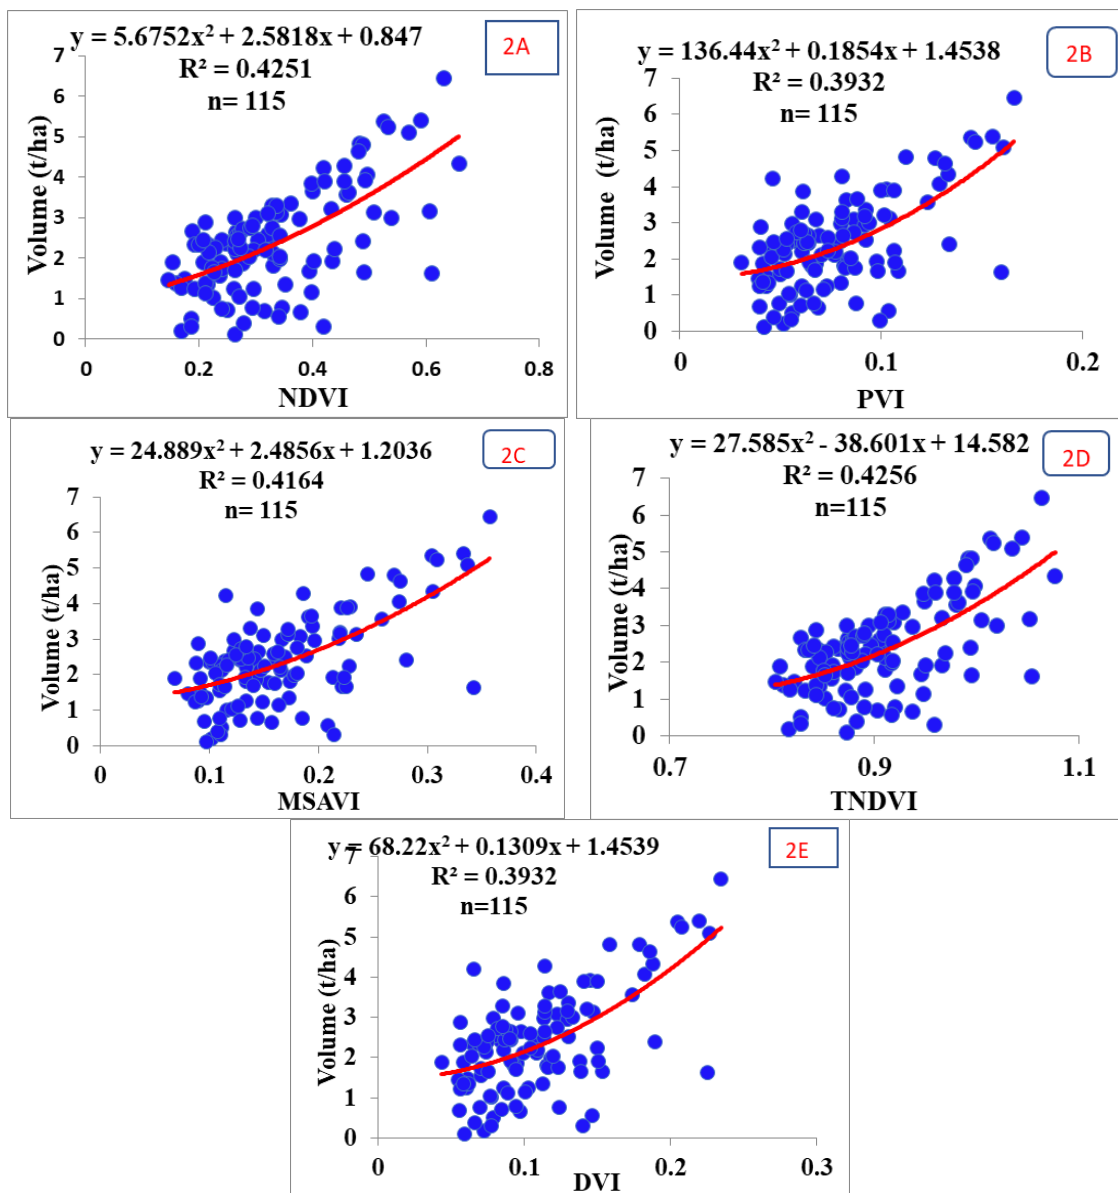 y = 5.6752x² + 2.5818x + 0.847
R² = 0.4251
n= 115
2A
Volume (t/ha)
7
6
5
4
3
2
1
0
0 0.2 0.4 0.6 0.8
NDVI
y = 136.44x² + 0.1854x + 1.4538
R² = 0.3932
n= 115
2B
Volume (t/ha)
7
6
5
4
3
2
1
0
0 0.1 0.2
PVI
y = 24.889x² + 2.4856x + 1.2036
R² = 0.4164
n= 115
2C
Volume (t/ha)
7
6
5
4
3
2
1
0
0 0.1 0.2 0.3 0.4
MSAVI
y = 27.585x² - 38.601x + 14.582
R² = 0.4256
n=115
2D
Volume (t/ha)
7
6
5
4
3
2
1
0
0.7 0.9 1.1
TNDVI
y = 68.22x² + 0.1309x + 1.4539
R² = 0.3932
n=115
2E
Volume (t/ha)
7
6
5
4
3
2
1
0
0 0.1 0.2 0.3
DVI